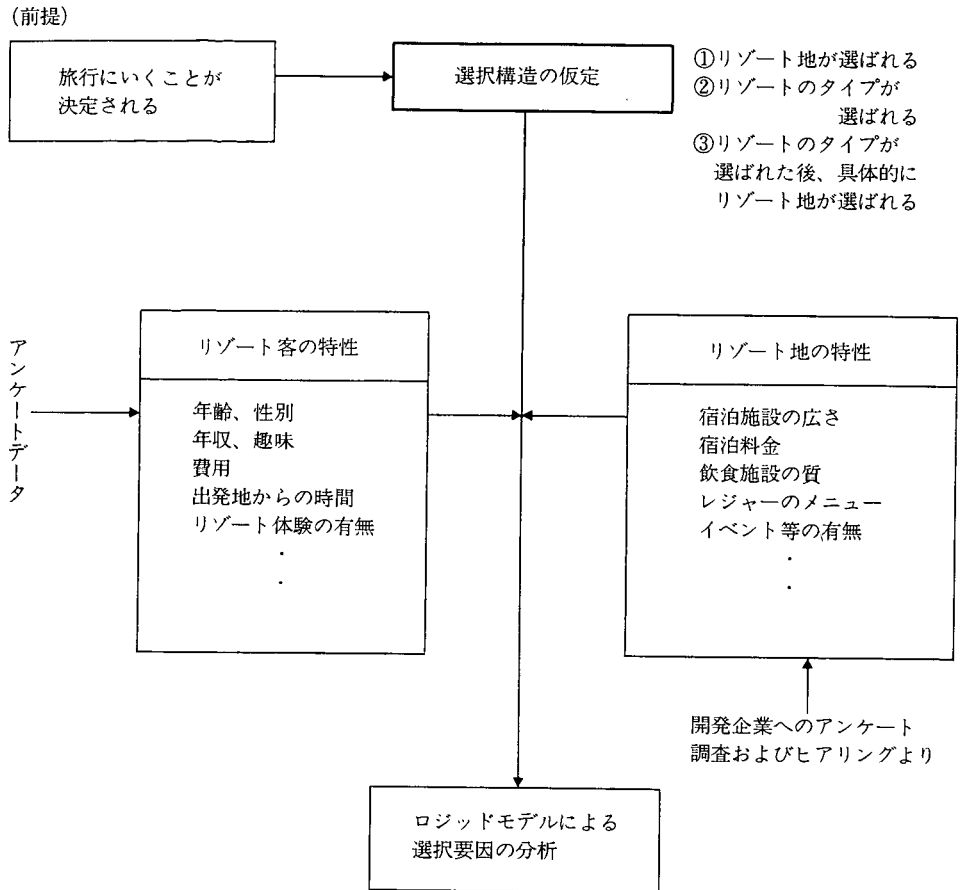 (前提)
旅行にいくことが
決定される
選択構造の仮定
①リゾート地が選ばれる
②リゾートのタイプが
選ばれる
③リゾートのタイプが
選ばれた後、具体的に
リゾート地が選ばれる
アンケートデータ
リゾート客の特性
年齢、性別
年収、趣味
費用
出発地からの時間
リゾート体験の有無
・
・
リゾート地の特性
宿泊施設の広さ
宿泊料金
飲食施設の質
レジャーのメニュー
イベント等の有無
・
・
開発企業へのアンケート
調査およびヒアリングより
ロジッドモデルによる
選択要因の分析